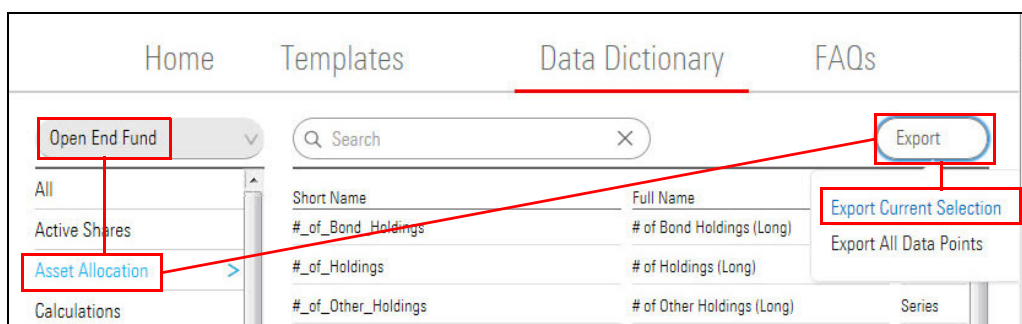 Home Templates Data Dictionary FAQs
Open End Fund Search Export
All
Active Shares
Asset Allocation >
Calculations
Short Name Full Name
#_of_Bond_Holdings # of Bond Holdings (Long)
#_of_Holdings # of Holdings (Long)
#_of_Other_Holdings # of Other Holdings (Long) Series
Export Current Selection
Export All Data Points